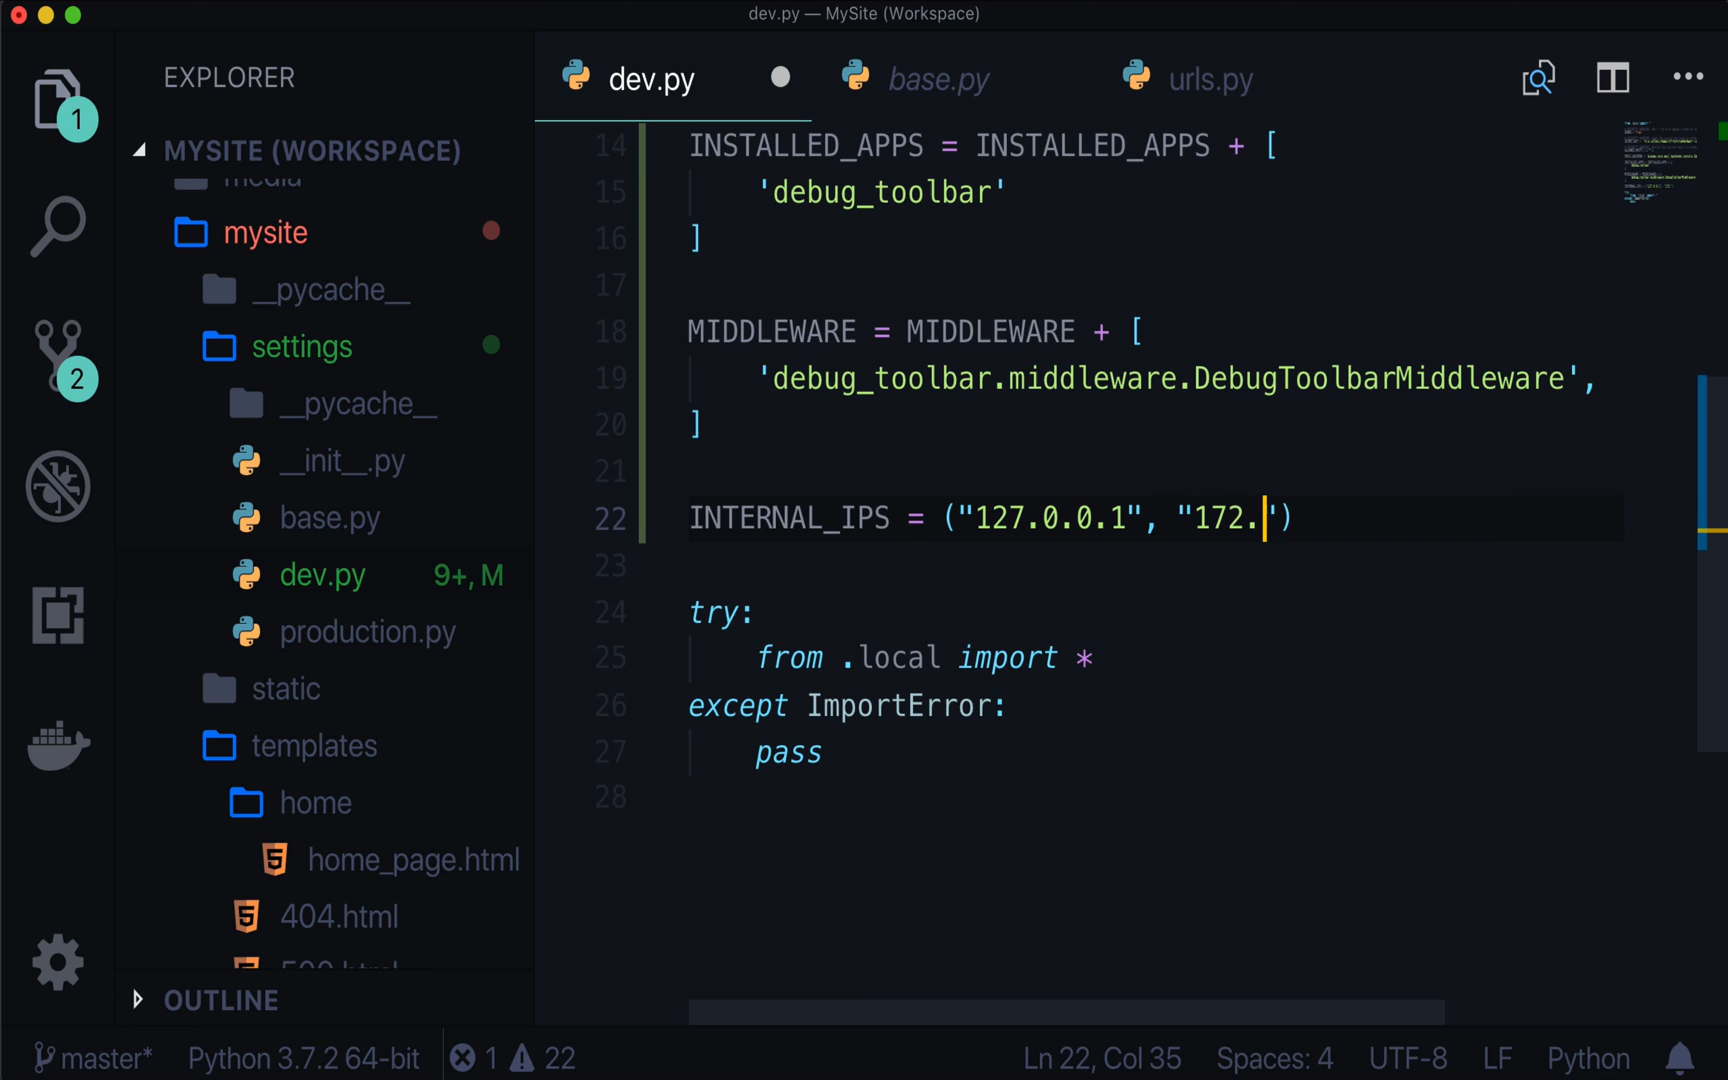 dev.py — MySite (Workspace)
EXPLORER
dev.py
base.py
urls.py
1
MYSITE (WORKSPACE)
media
mysite
__pycache__
settings
2
__pycache__
__init__.py
base.py
dev.py 9+, M
production.py
static
templates
home
home_page.html
404.html
500.html
OUTLINE
14 INSTALLED_APPS = INSTALLED_APPS + [
15 'debug_toolbar'
16 ]
17
18 MIDDLEWARE = MIDDLEWARE + [
19 'debug_toolbar.middleware.DebugToolbarMiddleware',
20 ]
21
22 INTERNAL_IPS = ("127.0.0.1", "172.")
23
24 try:
25 from .local import *
26 except ImportError:
27 pass
28
master* Python 3.7.2 64-bit 1 22 Ln 22, Col 35 Spaces: 4 UTF-8 LF Python